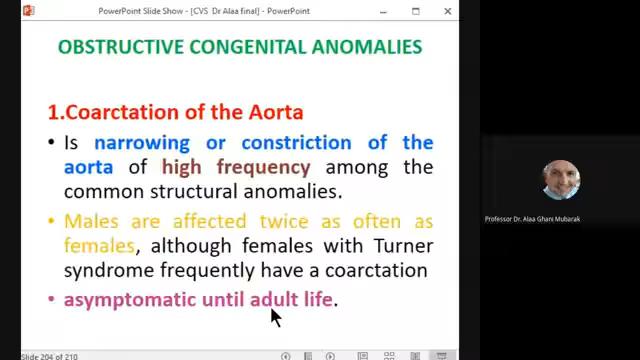 PowerPoint Slide Show - [CVS Dr Alaa final] - PowerPoint
OBSTRUCTIVE CONGENITAL ANOMALIES
1.Coarctation of the Aorta
• Is narrowing or constriction of the
aorta of high frequency among the
common structural anomalies.
• Males are affected twice as often as
females, although females with Turner
syndrome frequently have a coarctation
• asymptomatic until adult life.
Professor Dr. Alaa Ghani Mubarak
Slide 204 of 210